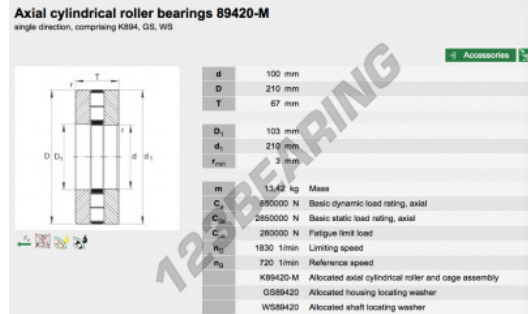 Axial cylindrical roller bearings 89420-M
single direction, comprising K894, GS, WS
Accessories
T
r
r
D D1 d d1
d 100 mm
D 210 mm
T 67 mm
D1 103 mm
d1 210 mm
rmin 3 mm
m 13,42 kg Mass
Ca 850000 N Basic dynamic load rating, axial
C0a 2850000 N Basic static load rating, axial
280000 N Fatigue limit load
nG 1830 1/min Limiting speed
nB 720 1/min Reference speed
K89420-M Allocated axial cylindrical roller and cage assembly
GS89420 Allocated housing locating washer
WS89420 Allocated shaft locating washer
123BEARING